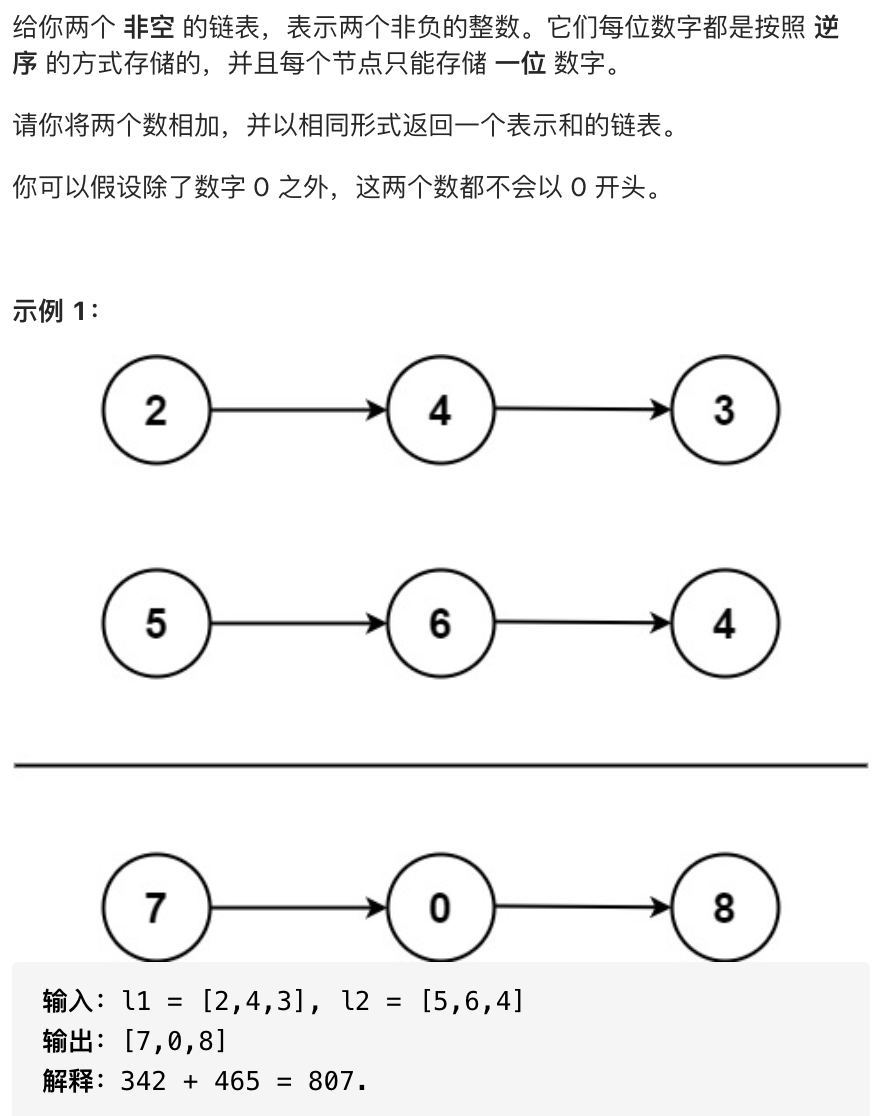 给你两个 非空 的链表，表示两个非负的整数。它们每位数字都是按照 逆
序 的方式存储的，并且每个节点只能存储 一位 数字。
请你将两个数相加，并以相同形式返回一个表示和的链表。
你可以假设除了数字 0 之外，这两个数都不会以 0 开头。
示例 1：
2 4 3
5 6 4
7 0 8
输入：l1 = [2,4,3], l2 = [5,6,4]
输出：[7,0,8]
解释：342 + 465 = 807.